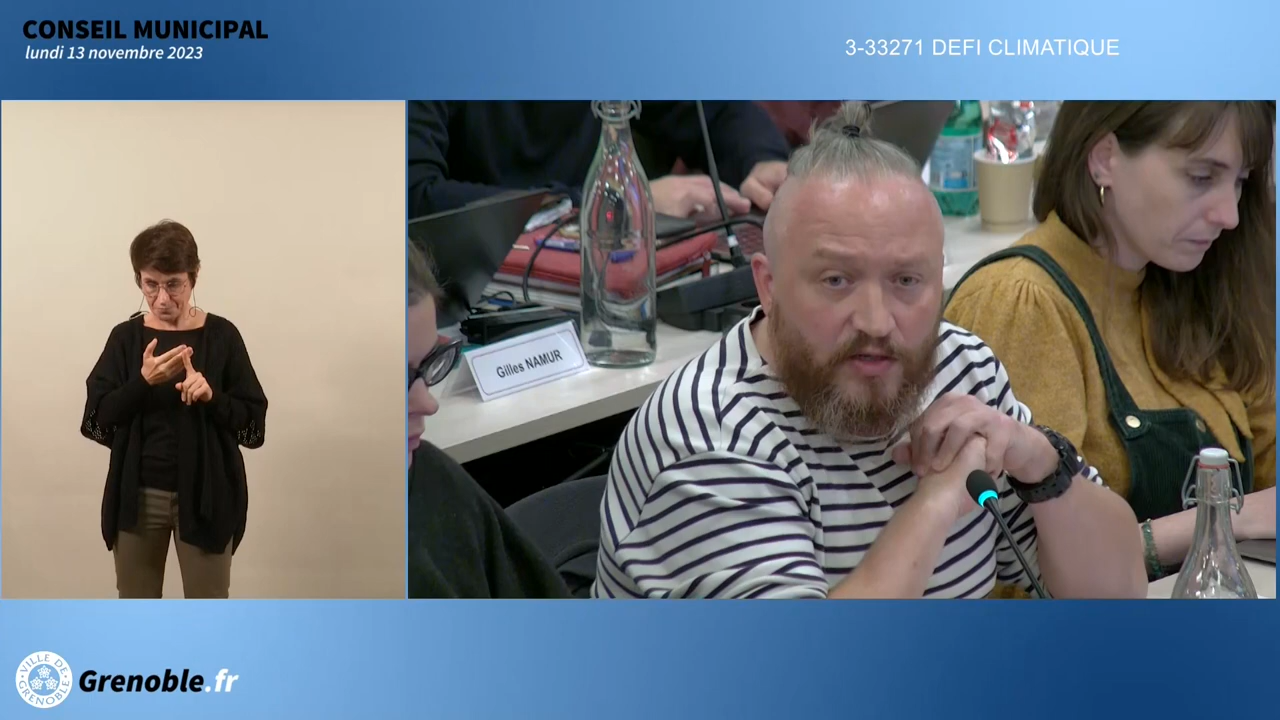 CONSEIL MUNICIPAL
lundi 13 novembre 2023
3-33271 DEFI CLIMATIQUE
Gilles NAMUR
VILLE DE
GRENOBLE
Grenoble.fr